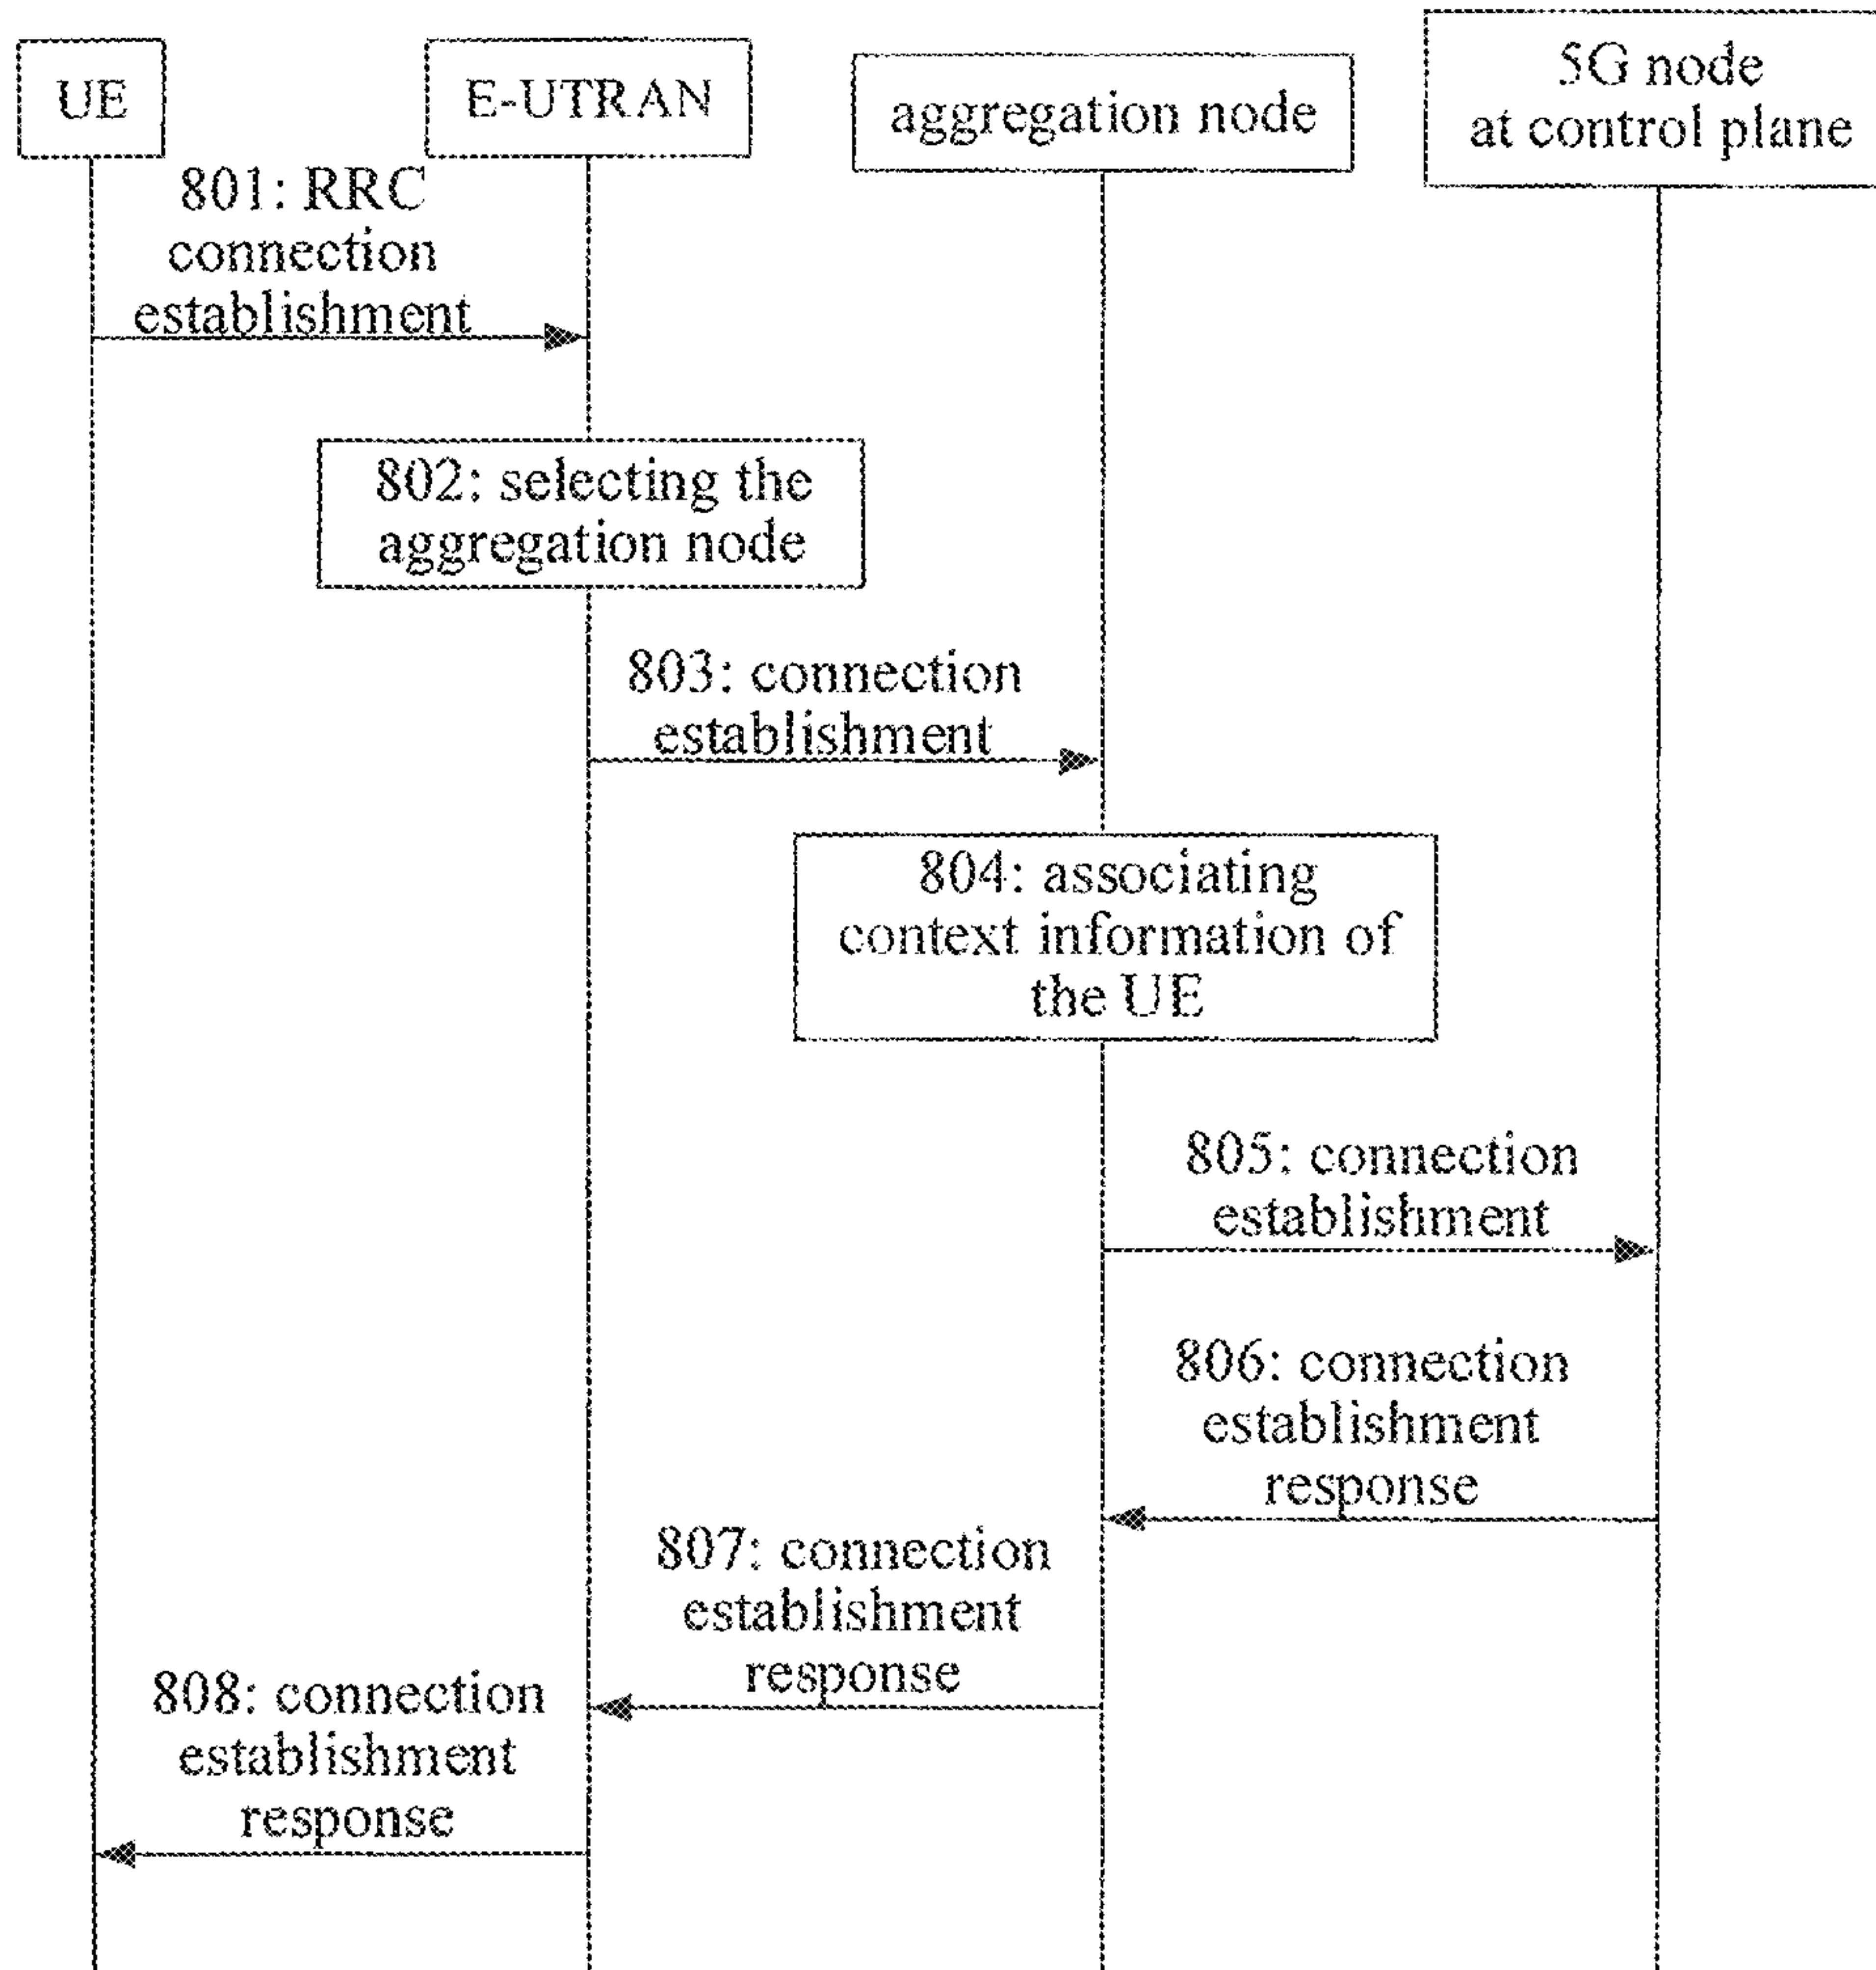 UE
E-UTRAN
aggregation node
5G node
at control plane
801: RRC
connection
establishment
802: selecting the
aggregation node
803: connection
establishment
804: associating
context information of
the UE
805: connection
establishment
806: connection
establishment
response
807: connection
establishment
response
808: connection
establishment
response